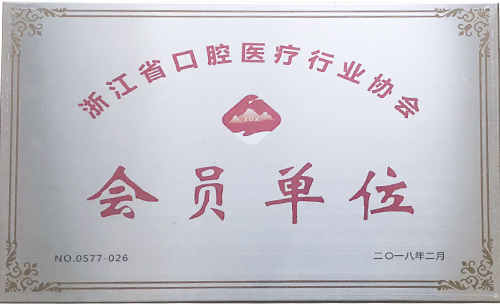 浙江省口腔医疗行业协会
会员单位
NO.0577-026
二〇一八年二月